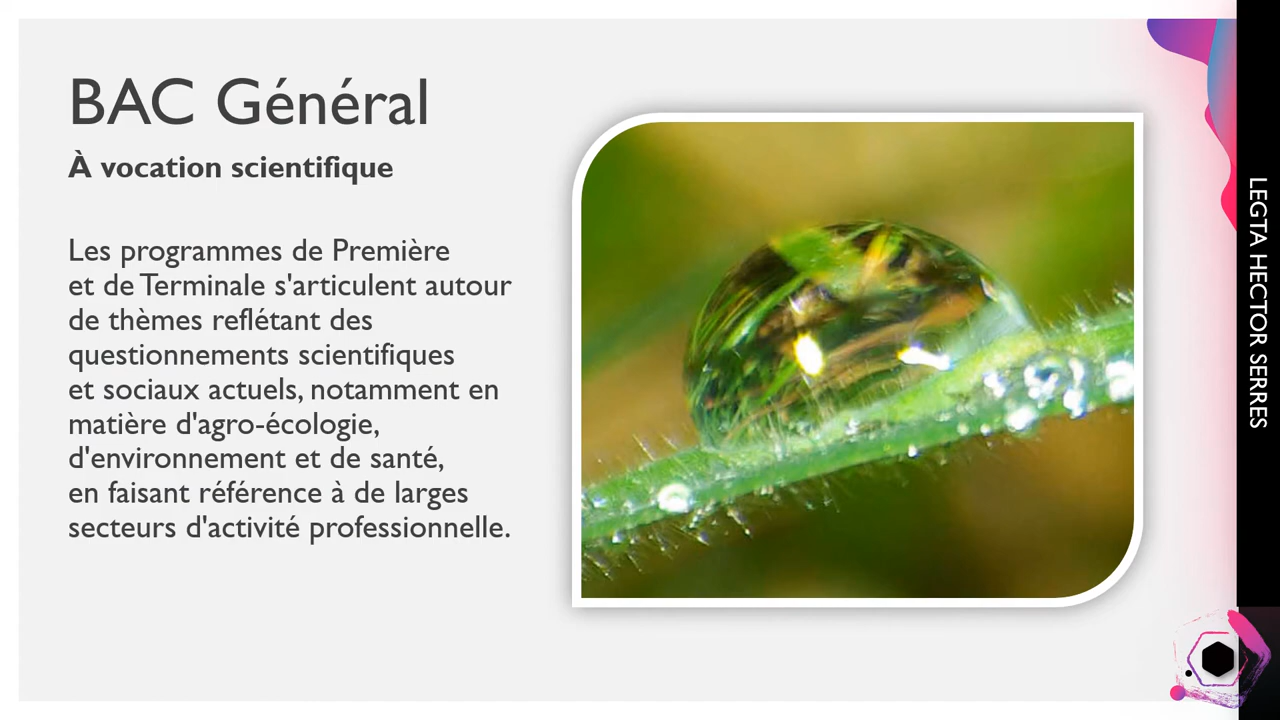 BAC Général
À vocation scientifique
Les programmes de Première
et de Terminale s'articulent autour
de thèmes reflétant des
questionnements scientifiques
et sociaux actuels, notamment en
matière d'agro-écologie,
d'environnement et de santé,
en faisant référence à de larges
secteurs d'activité professionnelle.
LEGTA HECTOR SERRES